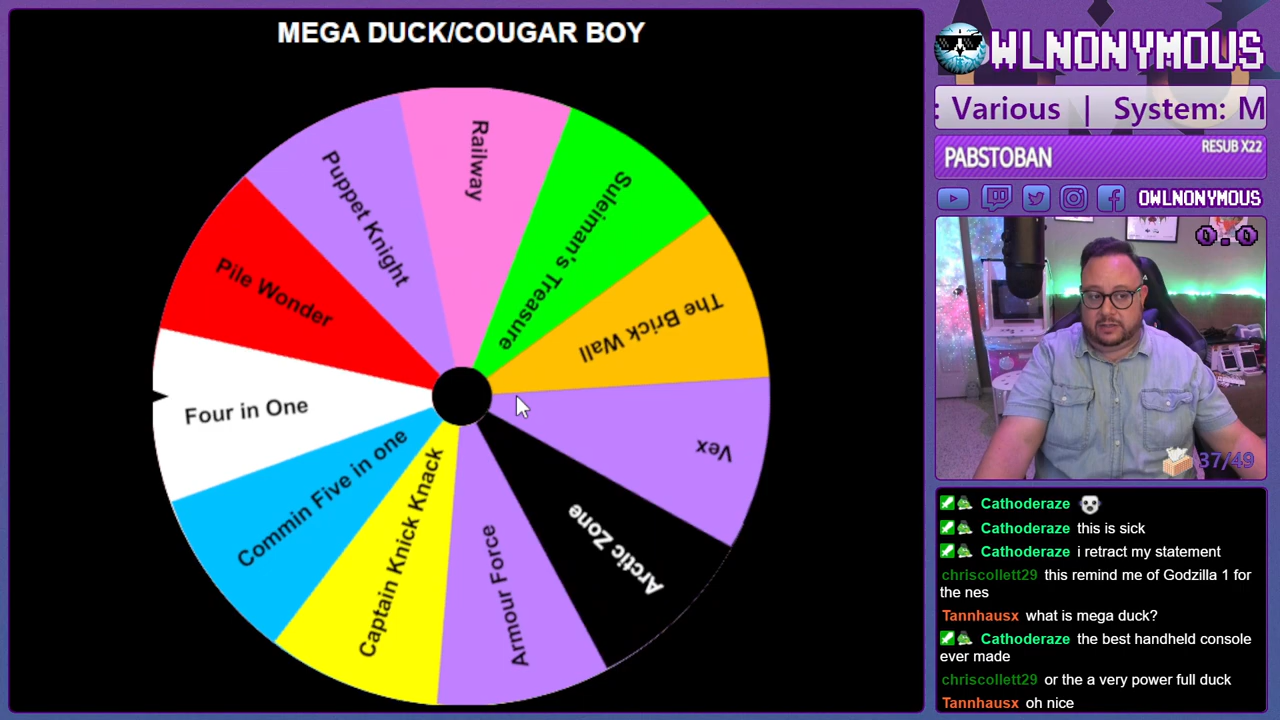 MEGA DUCK/COUGAR BOY
Railway
Suleiman's Treasure
The Brick Wall
Vex
Arctic Zone
Armour Force
Captain Knick Knack
Commin Five in one
Four in One
Pile Wonder
Puppet Knight
WLNONYMOUS
: Various | System: M
PABSTOBAN RESUB X22
OWLNONYMOUS
0.0
37/49
Cathoderaze
Cathoderaze this is sick
Cathoderaze i retract my statement
chriscollett29 this remind me of Godzilla 1 for
the nes
Tannhausx what is mega duck?
Cathoderaze the best handheld console
ever made
chriscollett29 or the a very power full duck
Tannhausx oh nice